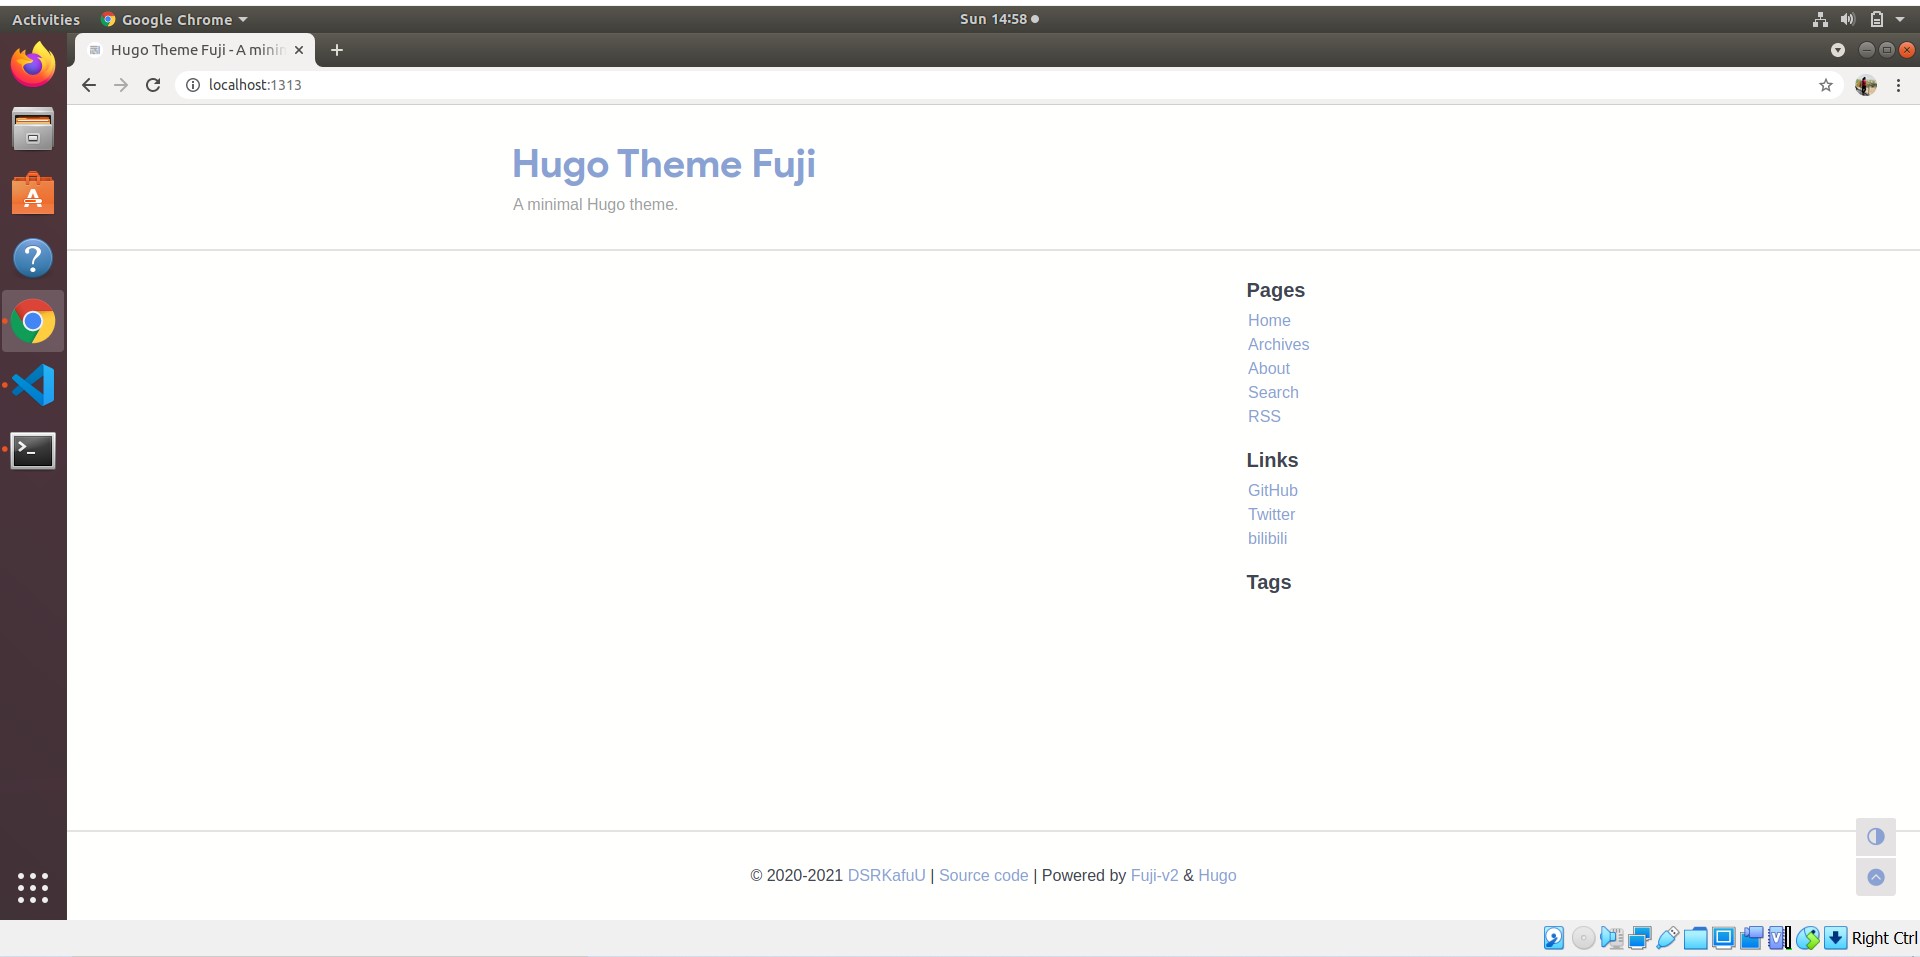 Activities
Google Chrome
Sun 14:58
Hugo Theme Fuji - A minin
localhost:1313
Hugo Theme Fuji
A minimal Hugo theme.
Pages
Home
Archives
About
Search
RSS
Links
GitHub
Twitter
bilibili
Tags
© 2020-2021 DSRKafuU | Source code | Powered by Fuji-v2 & Hugo
Right Ctrl